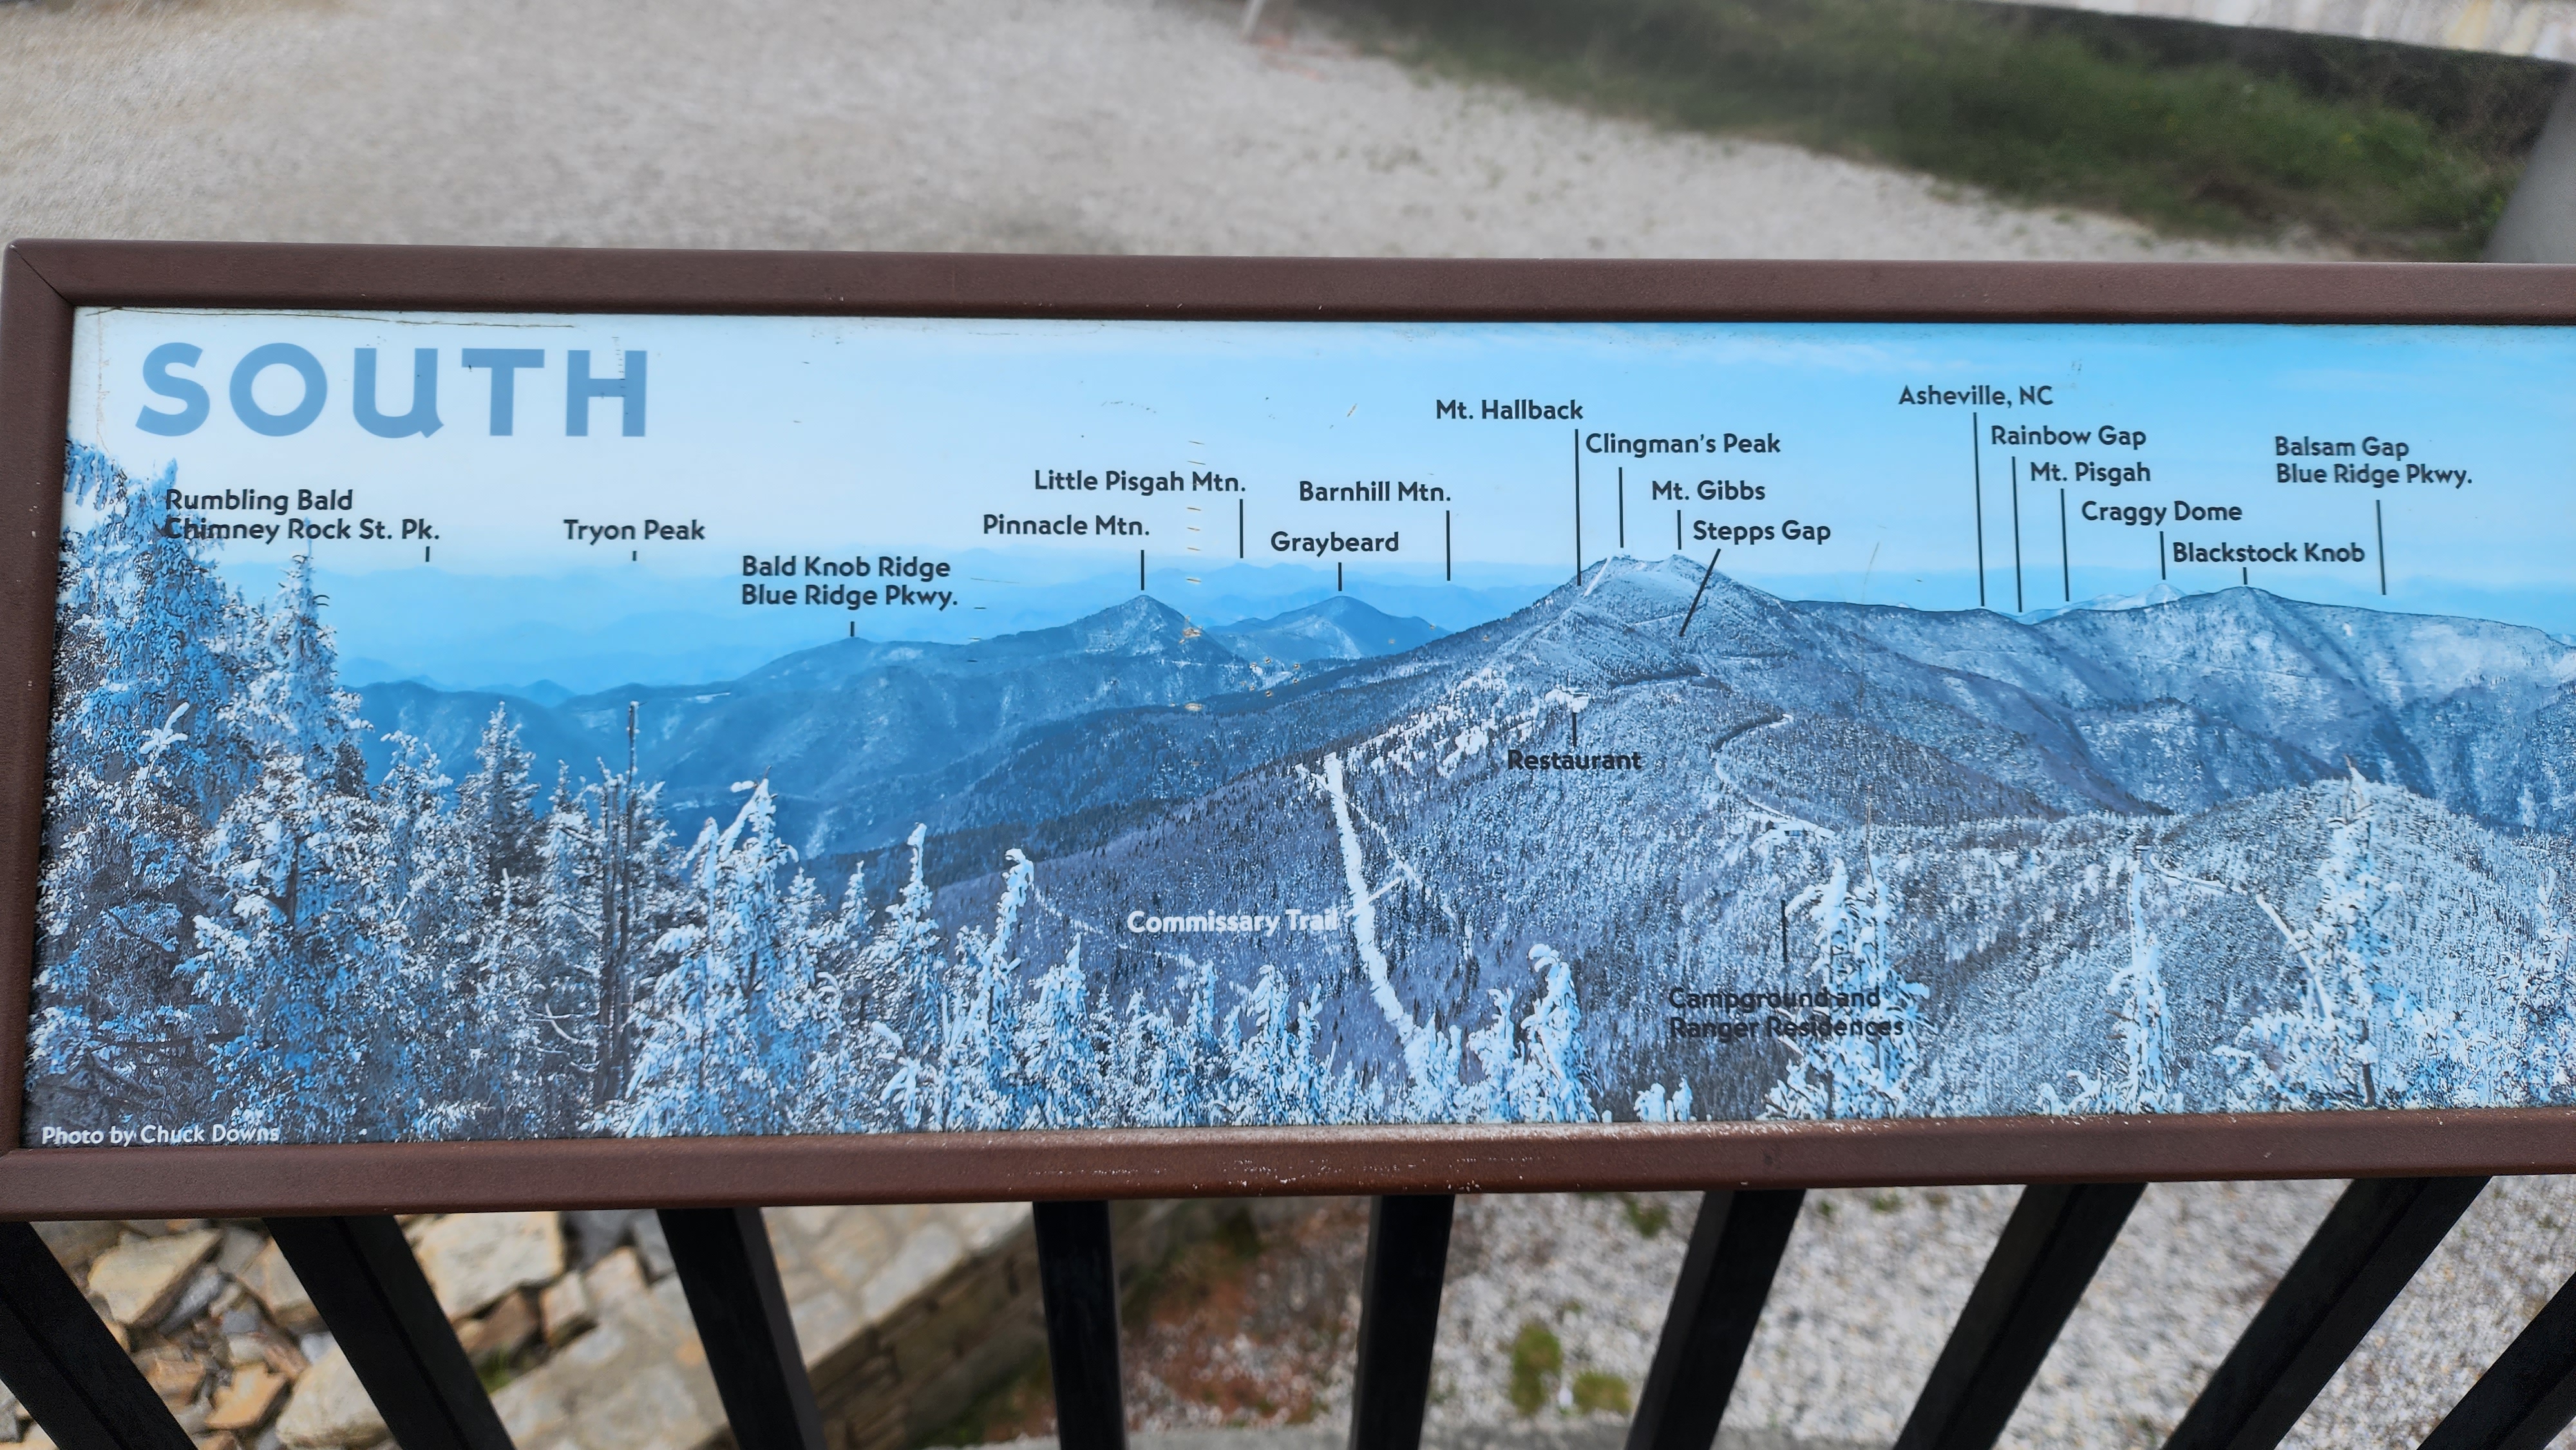 SOUTH
Rumbling Bald
Chimney Rock St. Pk.
Tryon Peak
Bald Knob Ridge
Blue Ridge Pkwy.
Pinnacle Mtn.
Little Pisgah Mtn.
Graybeard
Barnhill Mtn.
Mt. Hallback
Clingman's Peak
Mt. Gibbs
Stepps Gap
Asheville, NC
Rainbow Gap
Mt. Pisgah
Craggy Dome
Blackstock Knob
Balsam Gap
Blue Ridge Pkwy.
Restaurant
Commissary Trail
Campground and
Ranger Residences
Photo by Chuck Downs